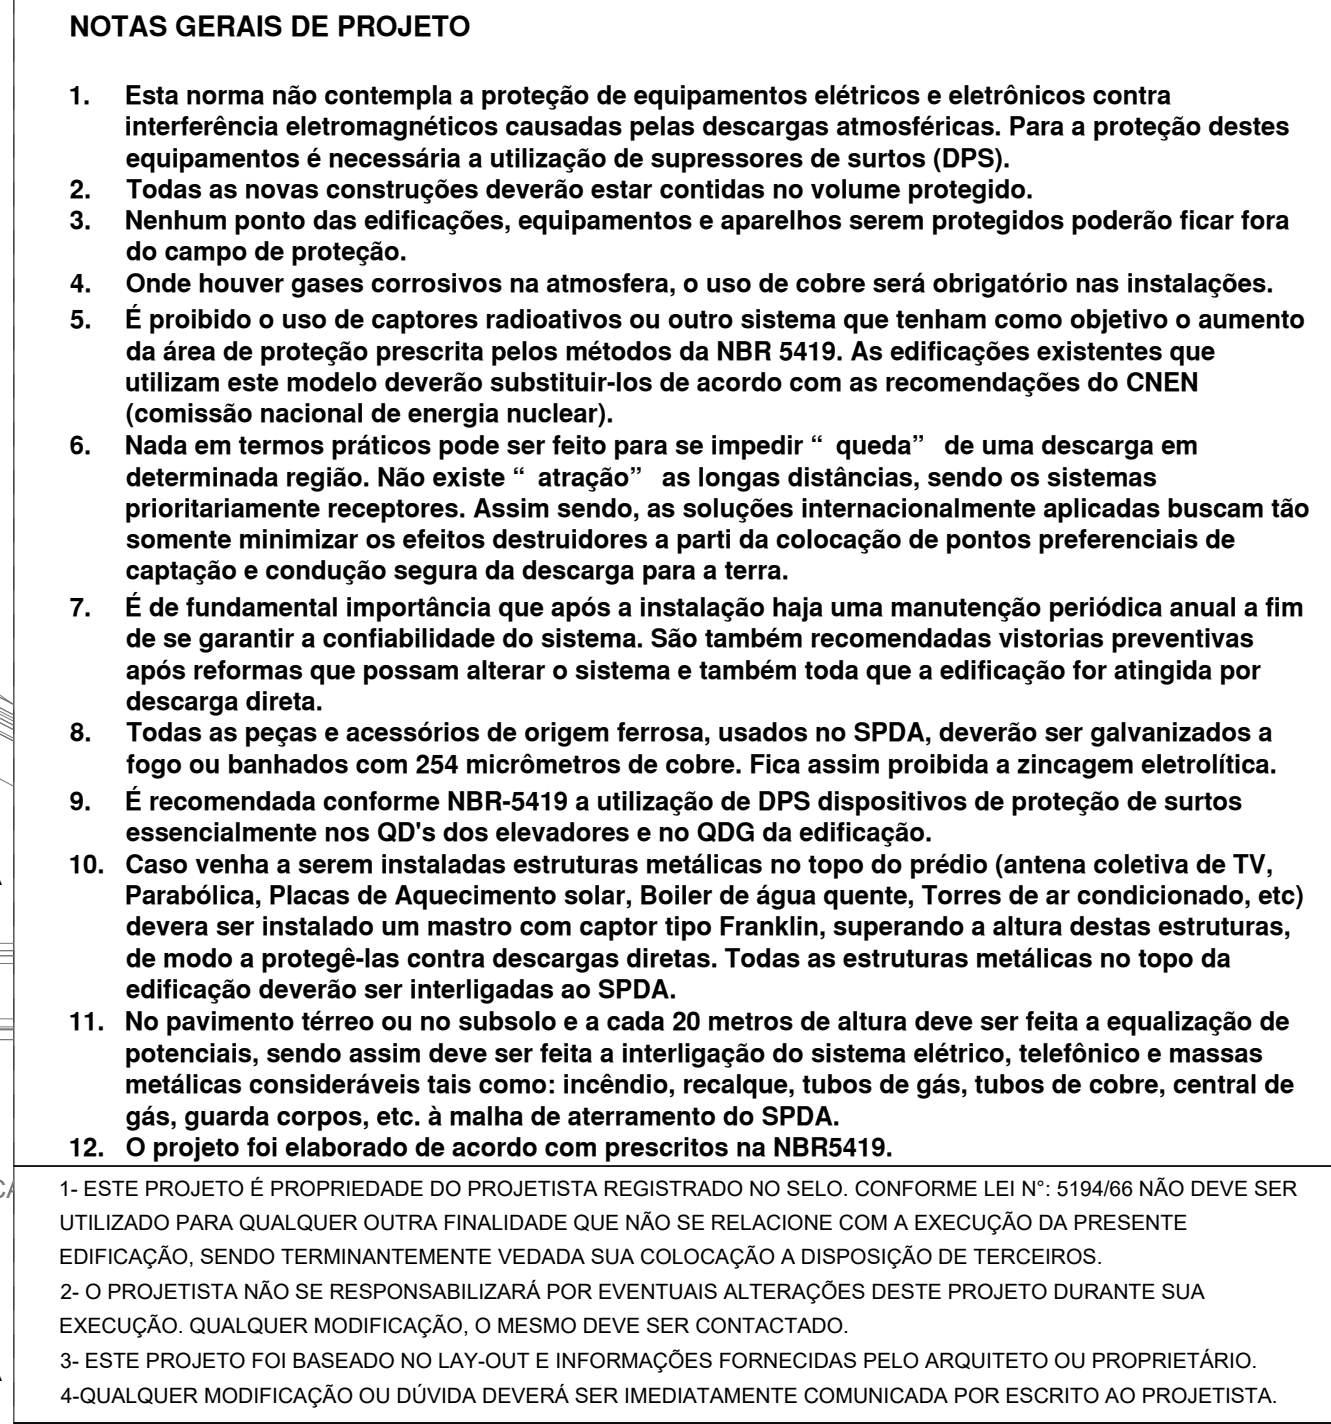 NOTAS GERAIS DE PROJETO
1. Esta norma não contempla a proteção de equipamentos elétricos e eletrônicos contra
interferência eletromagnéticos causadas pelas descargas atmosféricas. Para a proteção destes
equipamentos é necessária a utilização de supressores de surtos (DPS).
2. Todas as novas construções deverão estar contidas no volume protegido.
3. Nenhum ponto das edificações, equipamentos e aparelhos serem protegidos poderão ficar fora
do campo de proteção.
4. Onde houver gases corrosivos na atmosfera, o uso de cobre será obrigatório nas instalações.
5. É proibido o uso de captores radioativos ou outro sistema que tenham como objetivo o aumento
da área de proteção prescrita pelos métodos da NBR 5419. As edificações existentes que
utilizam este modelo deverão substituir-los de acordo com as recomendações do CNEN
(comissão nacional de energia nuclear).
6. Nada em termos práticos pode ser feito para se impedir “ queda” de uma descarga em
determinada região. Não existe “ atração” as longas distâncias, sendo os sistemas
prioritariamente receptores. Assim sendo, as soluções internacionalmente aplicadas buscam tão
somente minimizar os efeitos destruidores a parti da colocação de pontos preferenciais de
captação e condução segura da descarga para a terra.
7. É de fundamental importância que após a instalação haja uma manutenção periódica anual a fim
de se garantir a confiabilidade do sistema. São também recomendadas vistorias preventivas
após reformas que possam alterar o sistema e também toda que a edificação for atingida por
descarga direta.
8. Todas as peças e acessórios de origem ferrosa, usados no SPDA, deverão ser galvanizados a
fogo ou banhados com 254 micrômetros de cobre. Fica assim proibida a zincagem eletrolítica.
9. É recomendada conforme NBR-5419 a utilização de DPS dispositivos de proteção de surtos
essencialmente nos QD's dos elevadores e no QDG da edificação.
10. Caso venha a serem instaladas estruturas metálicas no topo do prédio (antena coletiva de TV,
Parabólica, Placas de Aquecimento solar, Boiler de água quente, Torres de ar condicionado, etc)
devera ser instalado um mastro com captor tipo Franklin, superando a altura destas estruturas,
de modo a protegê-las contra descargas diretas. Todas as estruturas metálicas no topo da
edificação deverão ser interligadas ao SPDA.
11. No pavimento térreo ou no subsolo e a cada 20 metros de altura deve ser feita a equalização de
potenciais, sendo assim deve ser feita a interligação do sistema elétrico, telefônico e massas
metálicas consideráveis tais como: incêndio, recalque, tubos de gás, tubos de cobre, central de
gás, guarda corpos, etc. à malha de aterramento do SPDA.
12. O projeto foi elaborado de acordo com prescritos na NBR5419.
1- ESTE PROJETO É PROPRIEDADE DO PROJETISTA REGISTRADO NO SELO. CONFORME LEI N°: 5194/66 NÃO DEVE SER
UTILIZADO PARA QUALQUER OUTRA FINALIDADE QUE NÃO SE RELACIONE COM A EXECUÇÃO DA PRESENTE
EDIFICAÇÃO, SENDO TERMINANTEMENTE VEDADA SUA COLOCAÇÃO A DISPOSIÇÃO DE TERCEIROS.
2- O PROJETISTA NÃO SE RESPONSABILIZARÁ POR EVENTUAIS ALTERAÇÕES DESTE PROJETO DURANTE SUA
EXECUÇÃO. QUALQUER MODIFICAÇÃO, O MESMO DEVE SER CONTACTADO.
3- ESTE PROJETO FOI BASEADO NO LAY-OUT E INFORMAÇÕES FORNECIDAS PELO ARQUITETO OU PROPRIETÁRIO.
4-QUALQUER MODIFICAÇÃO OU DÚVIDA DEVERÁ SER IMEDIATAMENTE COMUNICADA POR ESCRITO AO PROJETISTA.